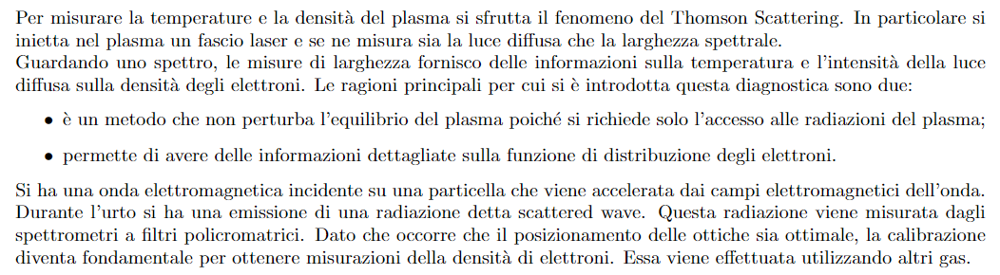 Per misurare la temperature e la densità del plasma si sfrutta il fenomeno del Thomson Scattering. In particolare si
inietta nel plasma un fascio laser e se ne misura sia la luce diffusa che la larghezza spettrale.
Guardando uno spettro, le misure di larghezza fornisco delle informazioni sulla temperatura e l'intensità della luce
diffusa sulla densità degli elettroni. Le ragioni principali per cui si è introdotta questa diagnostica sono due:
• è un metodo che non perturba l'equilibrio del plasma poiché si richiede solo l'accesso alle radiazioni del plasma;
• permette di avere delle informazioni dettagliate sulla funzione di distribuzione degli elettroni.
Si ha una onda elettromagnetica incidente su una particella che viene accelerata dai campi elettromagnetici dell'onda.
Durante l'urto si ha una emissione di una radiazione detta scattered wave. Questa radiazione viene misurata dagli
spettrometri a filtri policromatrici. Dato che occorre che il posizionamento delle ottiche sia ottimale, la calibrazione
diventa fondamentale per ottenere misurazioni della densità di elettroni. Essa viene effettuata utilizzando altri gas.